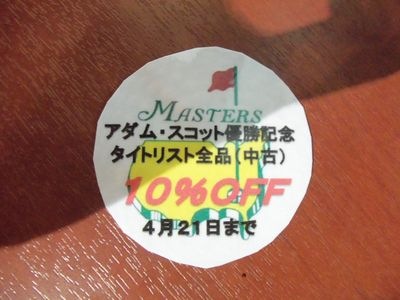 MASTERS
アダム・スコット優勝記念
タイトリスト全品(中古)
10%OFF
4月21日まで